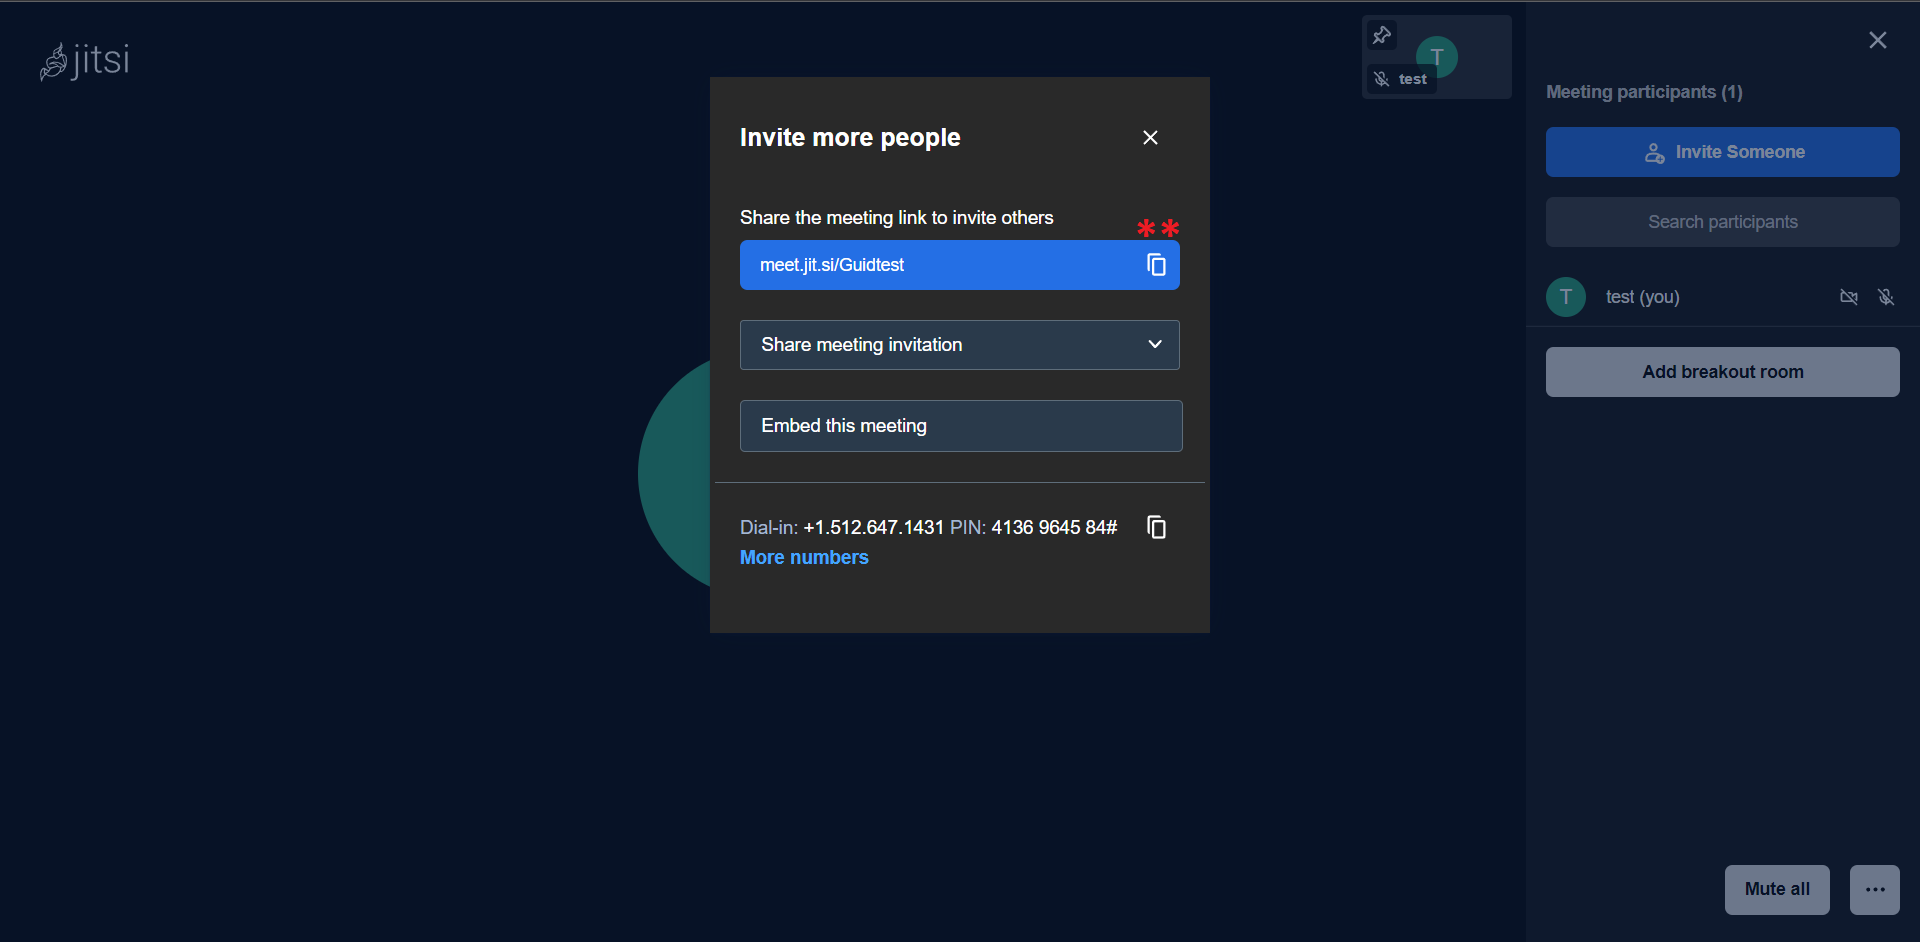 jitsi
T
test
Meeting participants (1)
Invite Someone
Search participants
T
test (you)
Add breakout room
Mute all
Invite more people
Share the meeting link to invite others
**
meet.jit.si/Guidtest
Share meeting invitation
Embed this meeting
Dial-in: +1.512.647.1431 PIN: 4136 9645 84#
More numbers